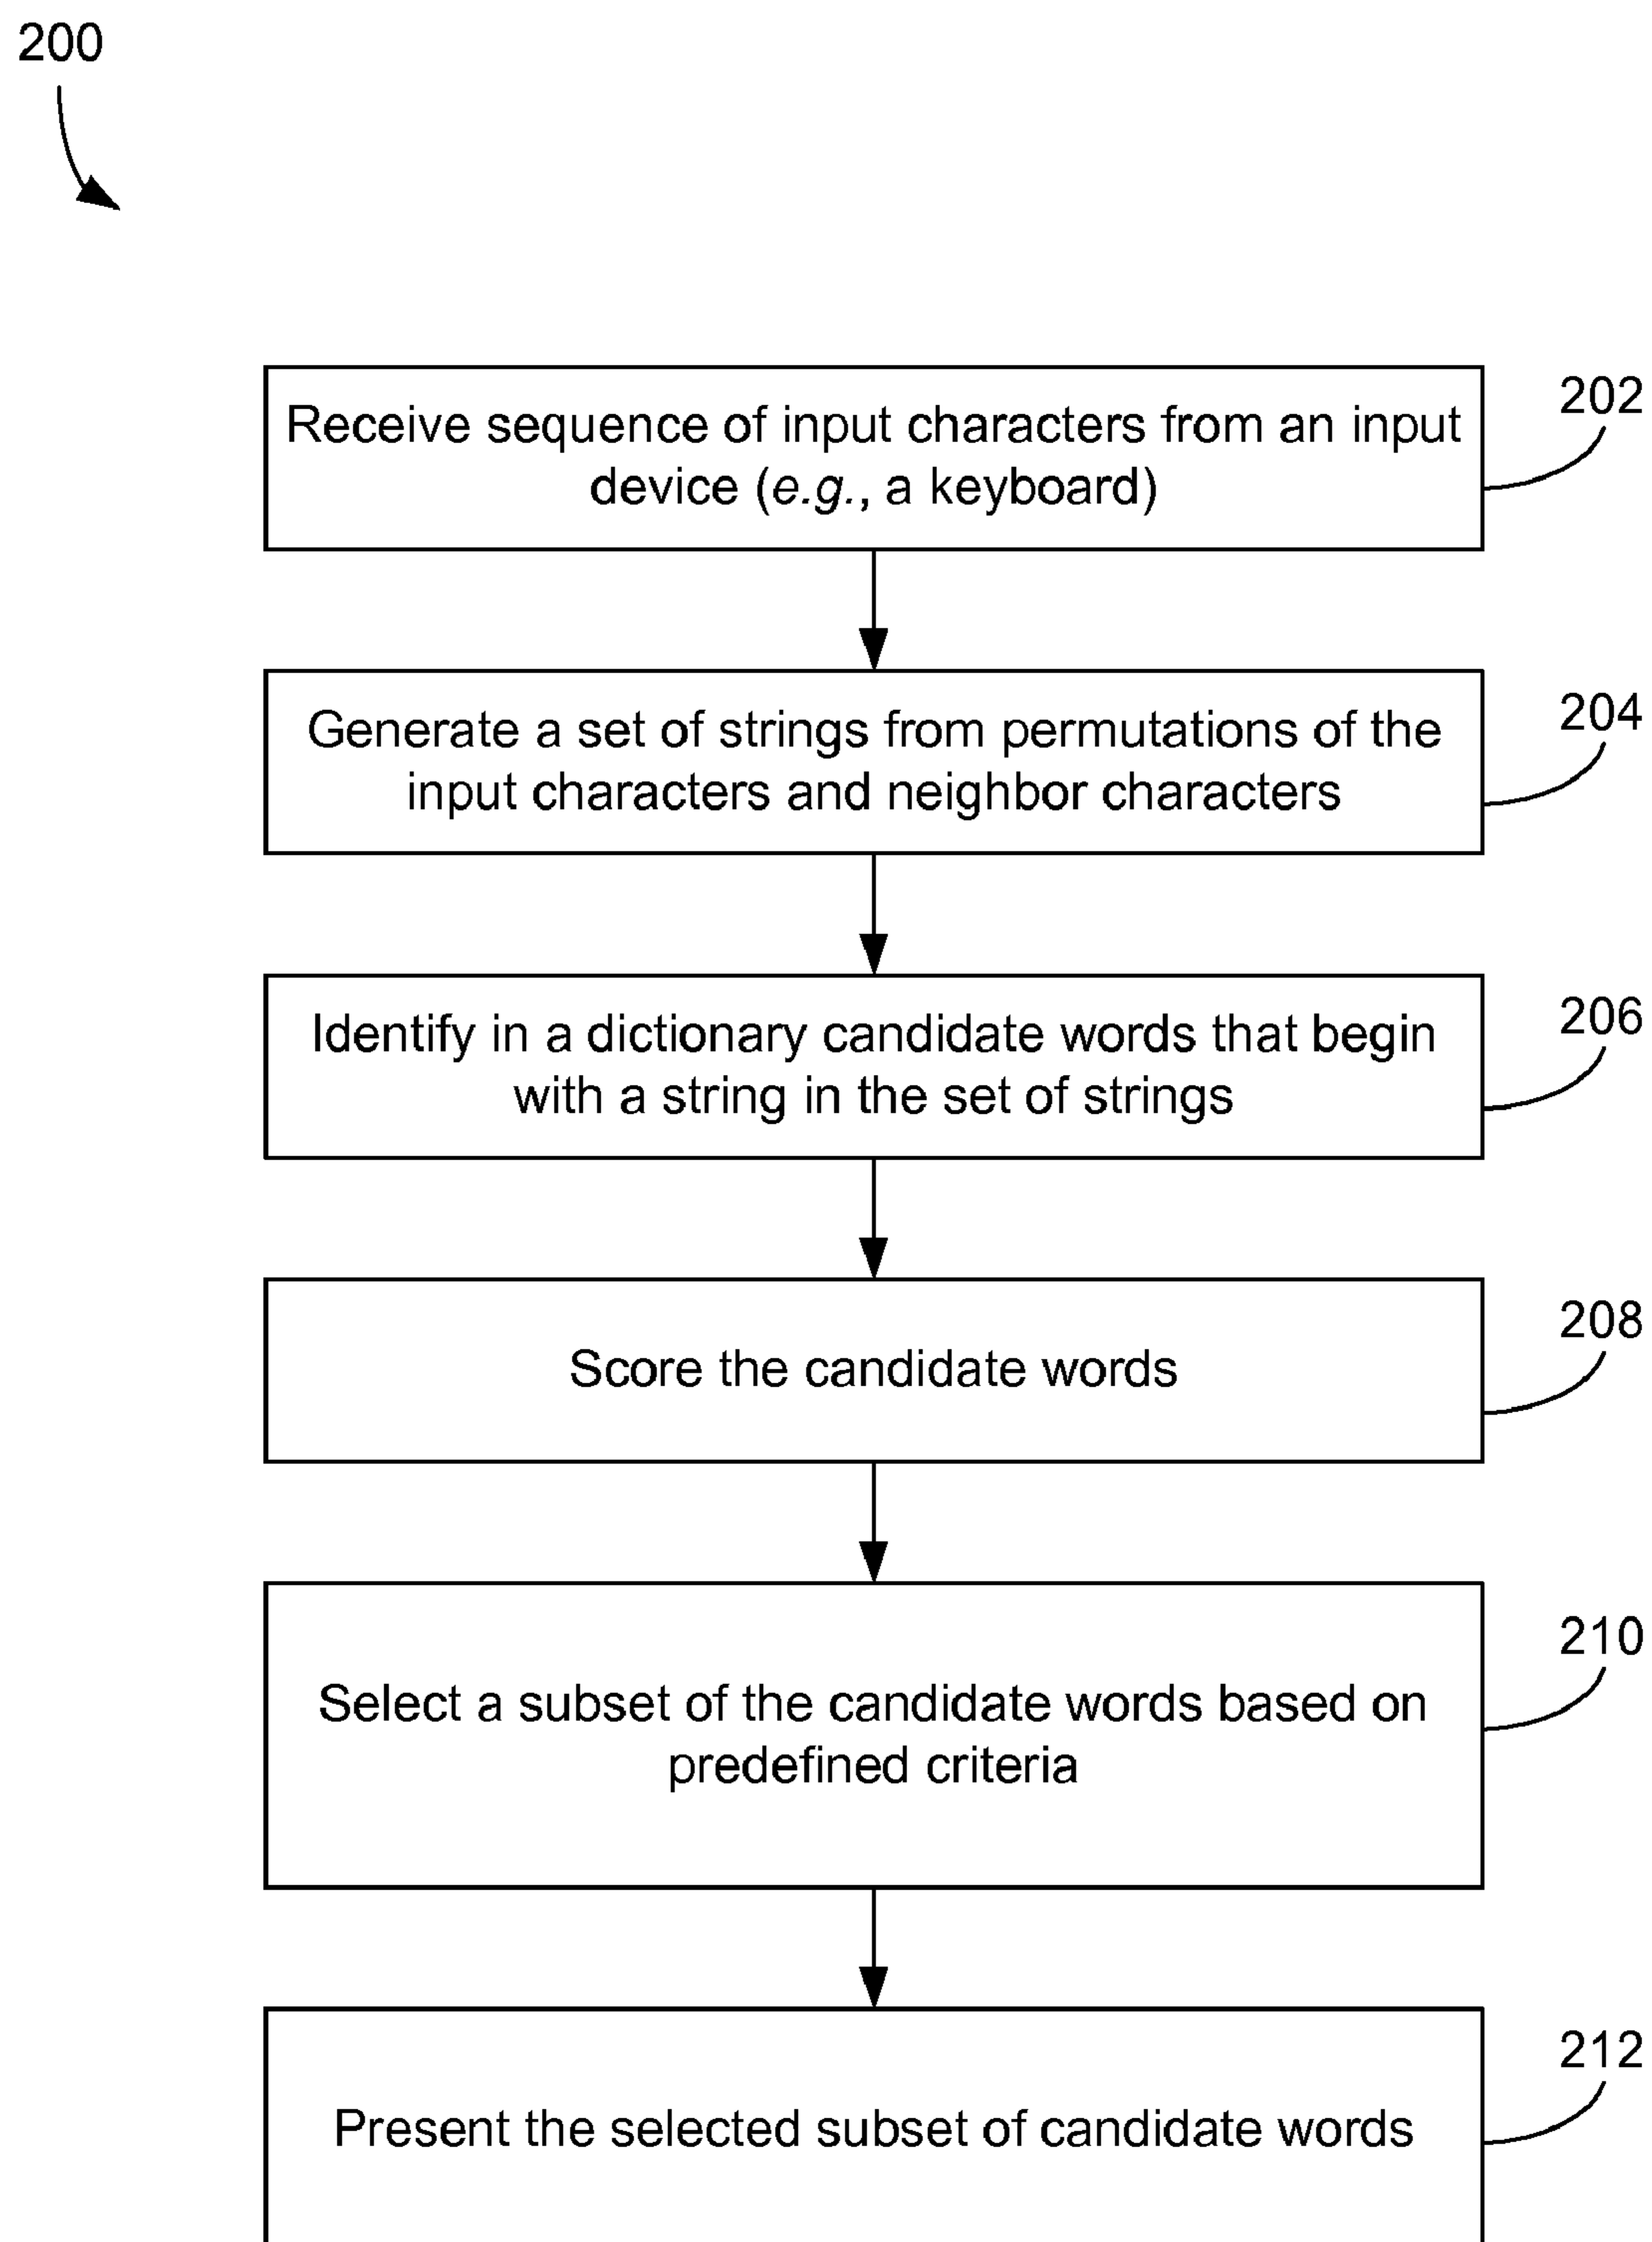 200
Receive sequence of input characters from an input
device (e.g., a keyboard)
202
Generate a set of strings from permutations of the
input characters and neighbor characters
204
Identify in a dictionary candidate words that begin
with a string in the set of strings
206
Score the candidate words
208
Select a subset of the candidate words based on
predefined criteria
210
Present the selected subset of candidate words
212